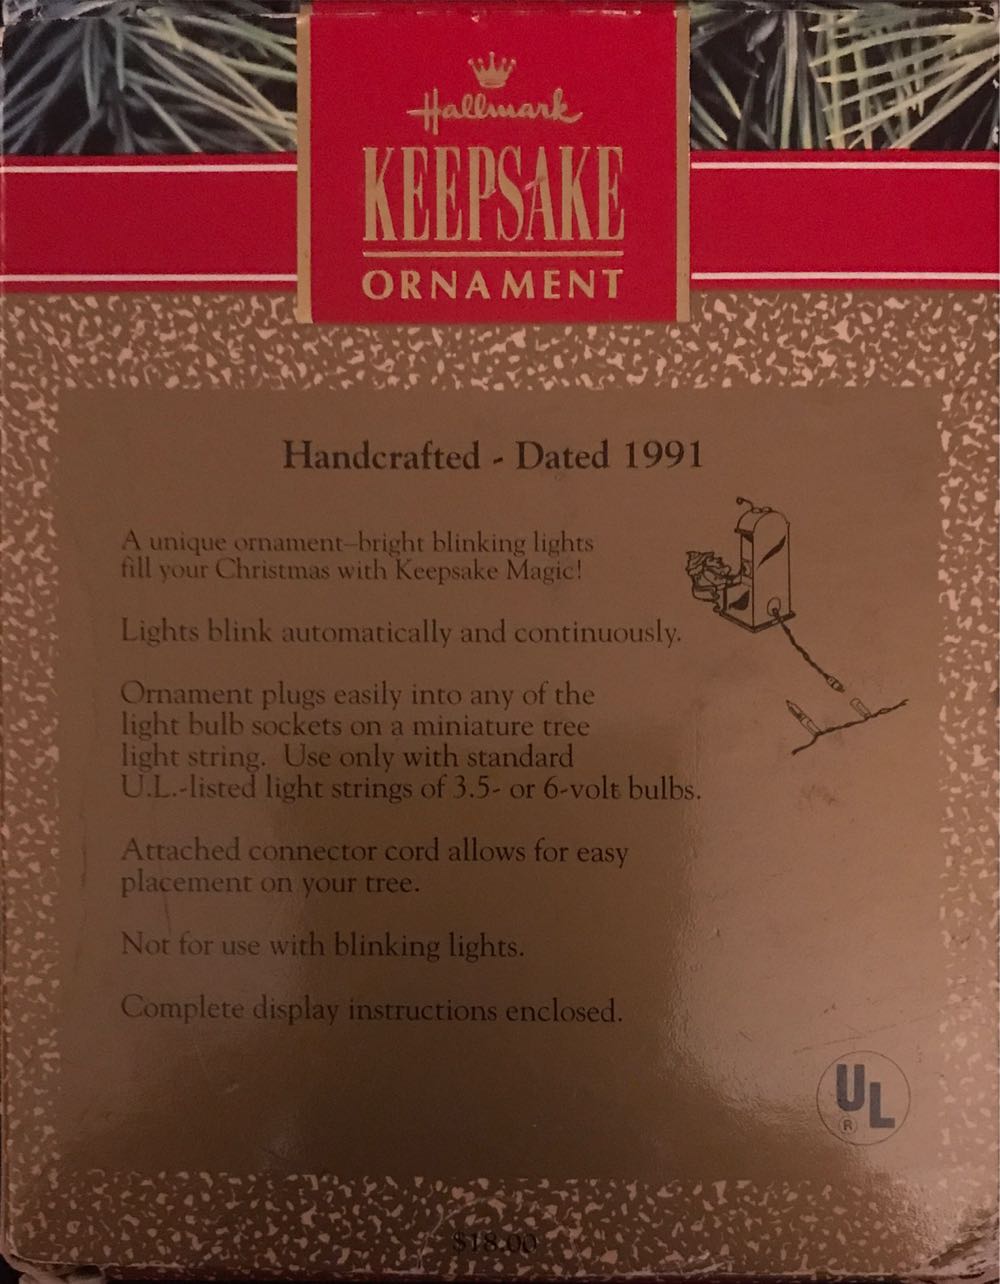 Hallmark
KEEPSAKE
ORNAMENT
Handcrafted - Dated 1991
A unique ornament–bright blinking lights
fill your Christmas with Keepsake Magic!
Lights blink automatically and continuously.
Ornament plugs easily into any of the
light bulb sockets on a miniature tree
light string. Use only with standard
U.L.-listed light strings of 3.5- or 6-volt bulbs.
Attached connector cord allows for easy
placement on your tree.
Not for use with blinking lights.
Complete display instructions enclosed.
UL
®
$18.00